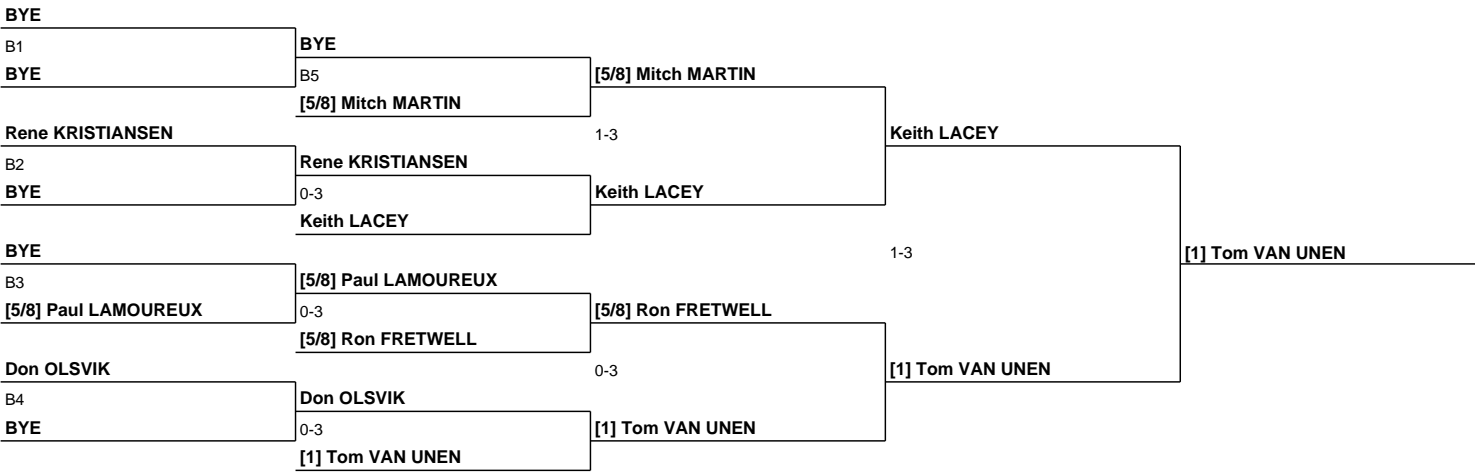 BYE
B1
BYE
BYE
B5
[5/8] Mitch MARTIN
[5/8] Mitch MARTIN
Rene KRISTIANSEN
1-3
Keith LACEY
B2
Rene KRISTIANSEN
BYE
0-3
Keith LACEY
Keith LACEY
BYE
1-3
[1] Tom VAN UNEN
B3
[5/8] Paul LAMOUREUX
[5/8] Paul LAMOUREUX
0-3
[5/8] Ron FRETWELL
[5/8] Ron FRETWELL
Don OLSVIK
0-3
[1] Tom VAN UNEN
B4
Don OLSVIK
BYE
0-3
[1] Tom VAN UNEN
[1] Tom VAN UNEN